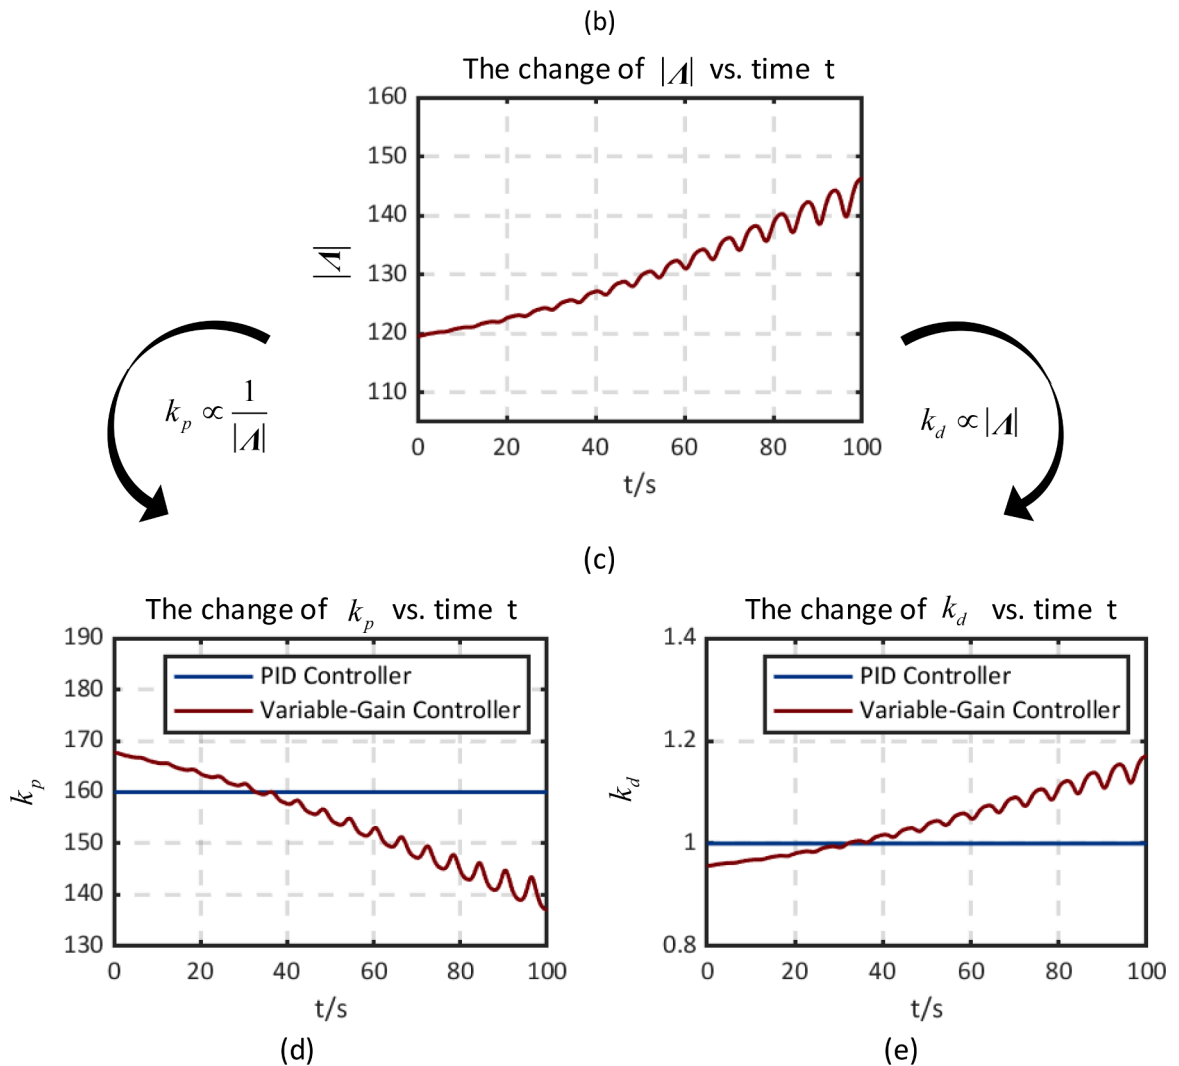 (b)
The change of |Λ| vs. time t
160
150
140
130
120
110
|Λ|
0 20 40 60 80 100
t/s
k_p ∝ 1/|Λ|
k_d ∝ |Λ|
(c)
The change of k_p vs. time t
190
180
170
160
150
140
130
k_p
PID Controller
Variable-Gain Controller
0 20 40 60 80 100
t/s
(d)
The change of k_d vs. time t
1.4
1.2
1
0.8
k_d
PID Controller
Variable-Gain Controller
0 20 40 60 80 100
t/s
(e)